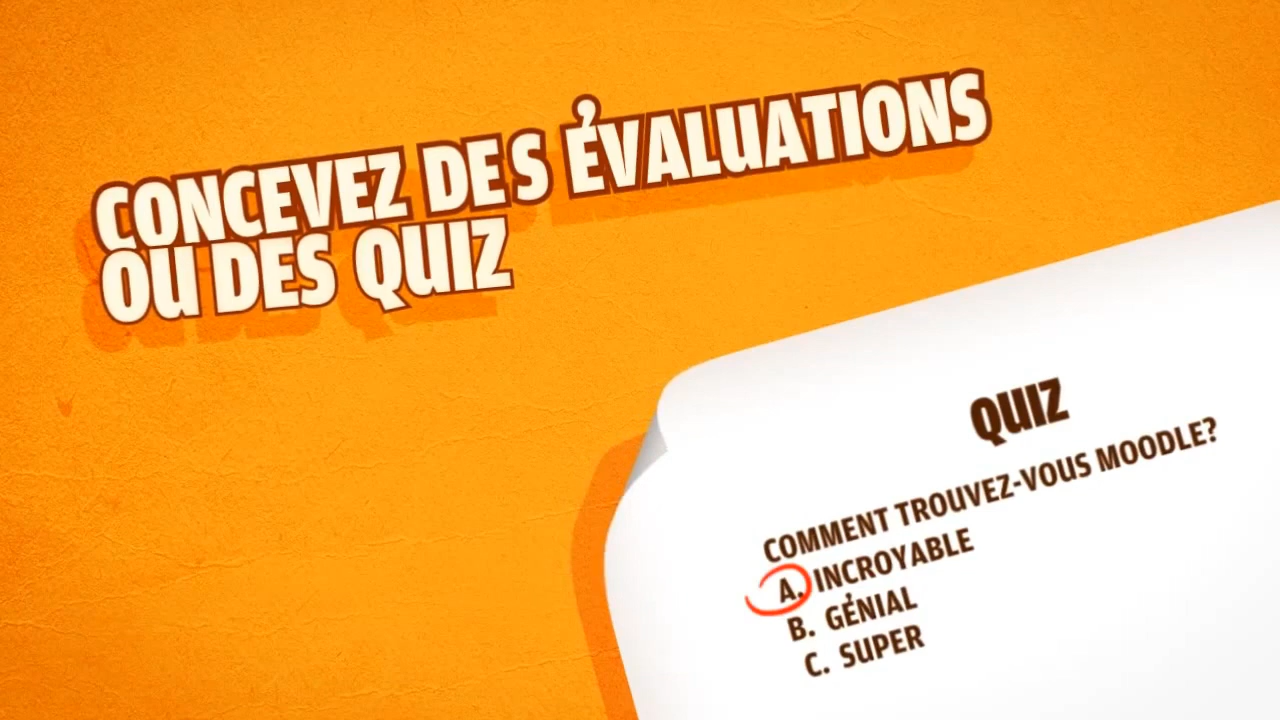 CONCEVEZ DES ÉVALUATIONS
OU DES QUIZ
QUIZ
COMMENT TROUVEZ-VOUS MOODLE?
A. INCROYABLE
B. GÉNIAL
C. SUPER